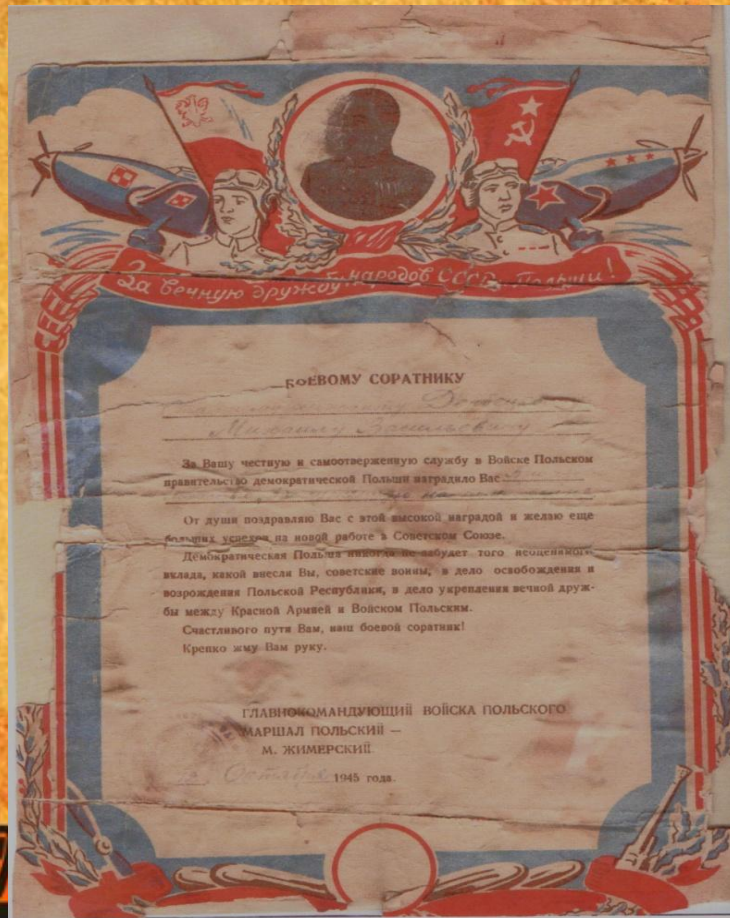 За вечную дружбу народов СССР и Польши!
БОЕВОМУ СОРАТНИКУ
Михаилу Васильевичу
За Вашу честную и самоотверженную службу в Войске Польском
правительство демократической Польши наградило Вас
От души поздравляю Вас с этой высокой наградой и желаю еще
больших успехов на новой работе в Советском Союзе.
Демократическая Польша никогда не забудет того неоценимого
вклада, какой внесли Вы, советские воины, в дело освобождения и
возрождения Польской Республики, в дело укрепления вечной друж-
бы между Красной Армией и Войском Польским.
Счастливого пути Вам, наш боевой соратник!
Крепко жму Вам руку.
ГЛАВНОКОМАНДУЮЩИЙ ВОЙСКА ПОЛЬСКОГО
МАРШАЛ ПОЛЬСКИЙ —
М. ЖИМЕРСКИЙ
Октября 1945 года.